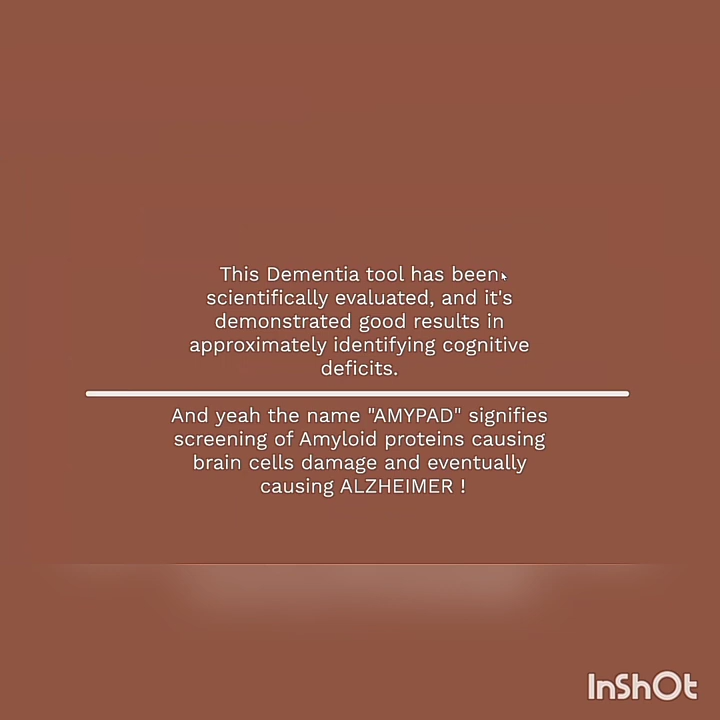 This Dementia tool has been
scientifically evaluated, and it's
demonstrated good results in
approximately identifying cognitive
deficits.
And yeah the name "AMYPAD" signifies
screening of Amyloid proteins causing
brain cells damage and eventually
causing ALZHEIMER !
InShOt